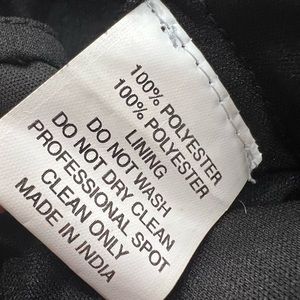 100% POLYESTER
100% POLYESTER
LINING
DO NOT WASH
DO NOT DRY CLEAN
PROFESSIONAL SPOT
CLEAN ONLY
MADE IN INDIA